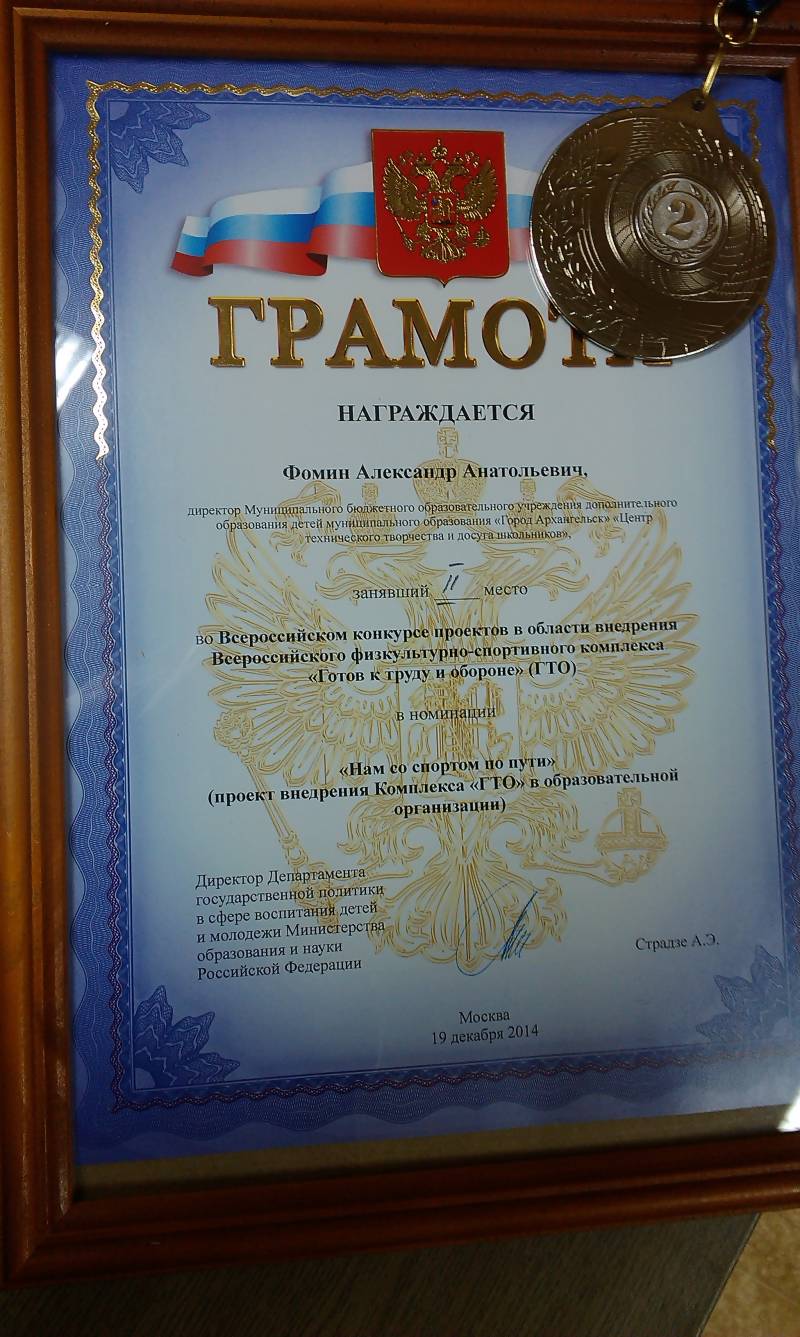 2
ГРАМОТА
НАГРАЖДАЕТСЯ
Фомин Александр Анатольевич,
директор Муниципального бюджетного образовательного учреждения дополнительного
образования детей муниципального образования «Город Архангельск» «Центр
технического творчества и досуга школьников»,
занявший II место
во Всероссийском конкурсе проектов в области внедрения
Всероссийского физкультурно-спортивного комплекса
«Готов к труду и обороне» (ГТО)
в номинации
«Нам со спортом по пути»
(проект внедрения Комплекса «ГТО» в образовательной
организации)
Директор Департамента
государственной политики
в сфере воспитания детей
и молодежи Министерства
образования и науки
Российской Федерации
Страдзе А.Э.
Москва
19 декабря 2014